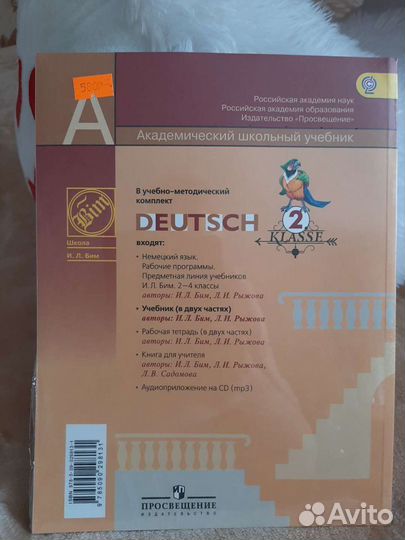 А
Российская академия наук
Российская академия образования
Издательство «Просвещение»
Академический школьный учебник
Bim
Школа
И. Л. Бим
В учебно-методический
комплект
DEUTSCH
2
KLASSE
входят:
• Немецкий язык.
Рабочие программы.
Предметная линия учебников
И. Л. Бим. 2—4 классы
авторы: И. Л. Бим, Л. И. Рыжова
• Учебник (в двух частях)
авторы: И. Л. Бим, Л. И. Рыжова
• Рабочая тетрадь (в двух частях)
авторы: И. Л. Бим, Л. И. Рыжова
• Книга для учителя
авторы: И. Л. Бим, Л. И. Рыжова,
Л. В. Садомова
• Аудиоприложение на CD (mp3)
9785090298131
ПРОСВЕЩЕНИЕ
ИЗДАТЕЛЬСТВО
Avito